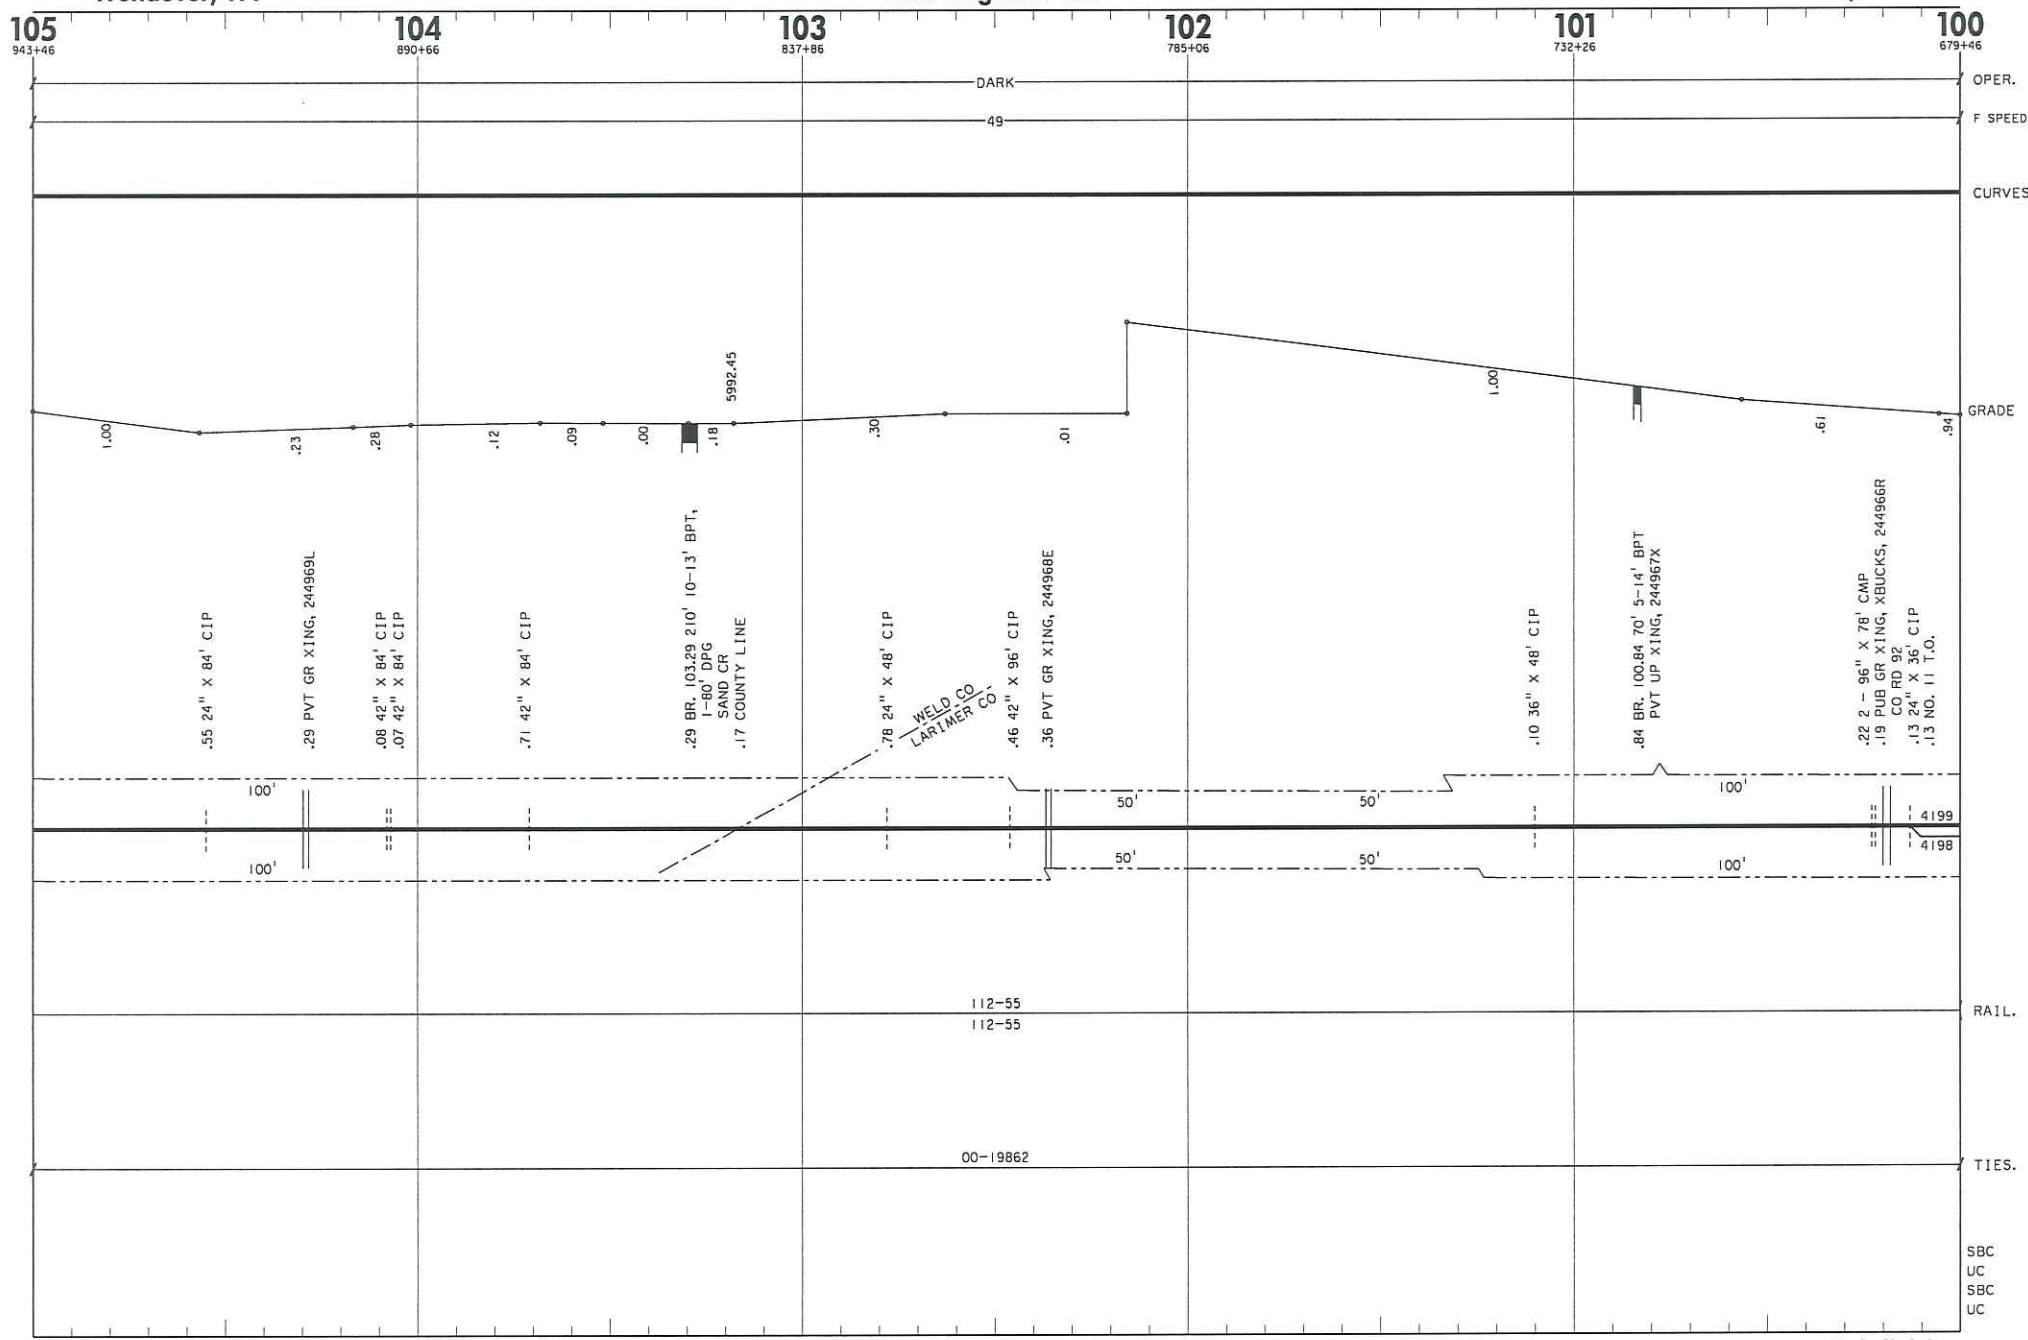 105 104 103 102 101 100
943+46 890+66 837+86 785+06 732+26 679+46
DARK OPER.
49 F SPEED
CURVES
5992.45
1.00
1.00 .23 .28 .12 .09 .00 .18 .30 .01 .61 .94 GRADE
.55 24" X 84' CIP
.29 PVT GR XING, 244969L
.08 42" X 84' CIP
.07 42" X 84' CIP
.71 42" X 84' CIP
.29 BR. 103.29 210' 10-13' BPT,
1-80' DPG
SAND CR
.17 COUNTY LINE
.78 24" X 48' CIP
.46 42" X 96' CIP
.36 PVT GR XING, 244968E
.10 36" X 48' CIP
.84 BR. 100.84 70' 5-14' BPT
PVT UP XING, 244967X
.22 2 - 96" X 78' CMP
.19 PUB GR XING, XBUCKS, 244966R
CO RD 92
.13 24" X 36' CIP
.13 NO. 11 T.O.
WELD CO
LARIMER CO
100' 50' 50' 100'
4199
4198
100' 50' 50' 100'
112-55
RAIL.
112-55
00-19862
TIES.
SBC
UC
SBC
UC